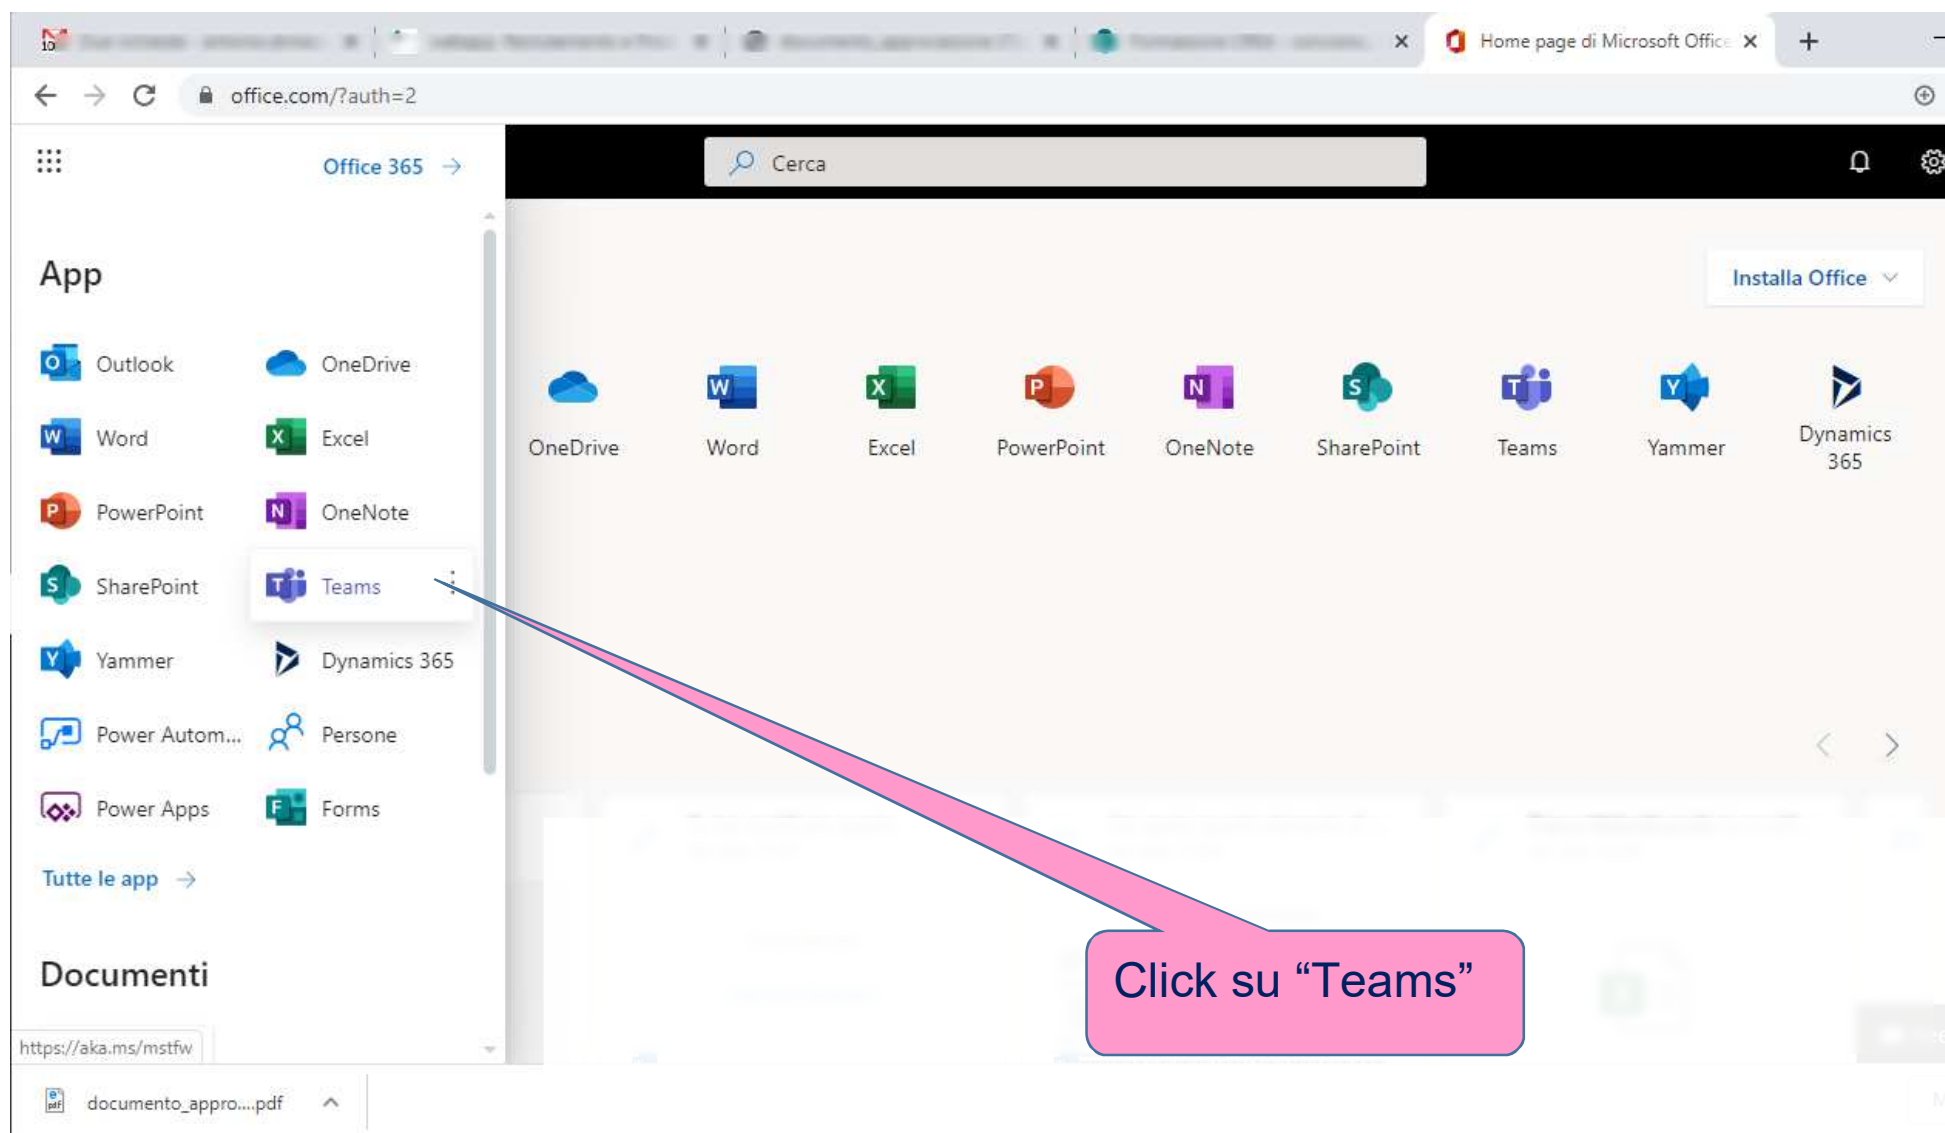 10
Home page di Microsoft Office
office.com/?auth=2
Office 365
Cerca
App
Installa Office
Outlook
OneDrive
Word
Excel
PowerPoint
OneNote
SharePoint
Teams
Yammer
Dynamics 365
Power Autom...
Persone
Power Apps
Forms
Tutte le app
OneDrive
Word
Excel
PowerPoint
OneNote
SharePoint
Teams
Yammer
Dynamics
365
Documenti
Click su “Teams”
https://aka.ms/mstfw
documento_appro....pdf